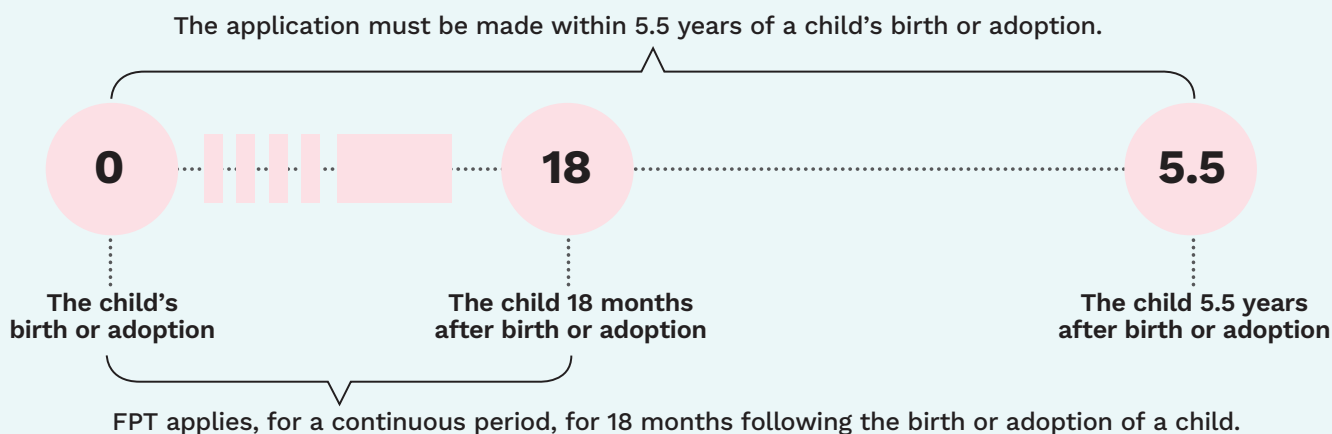 The application must be made within 5.5 years of a child’s birth or adoption.
0
18
5.5
The child’s
birth or adoption
The child 18 months
after birth or adoption
The child 5.5 years
after birth or adoption
FPT applies, for a continuous period, for 18 months following the birth or adoption of a child.